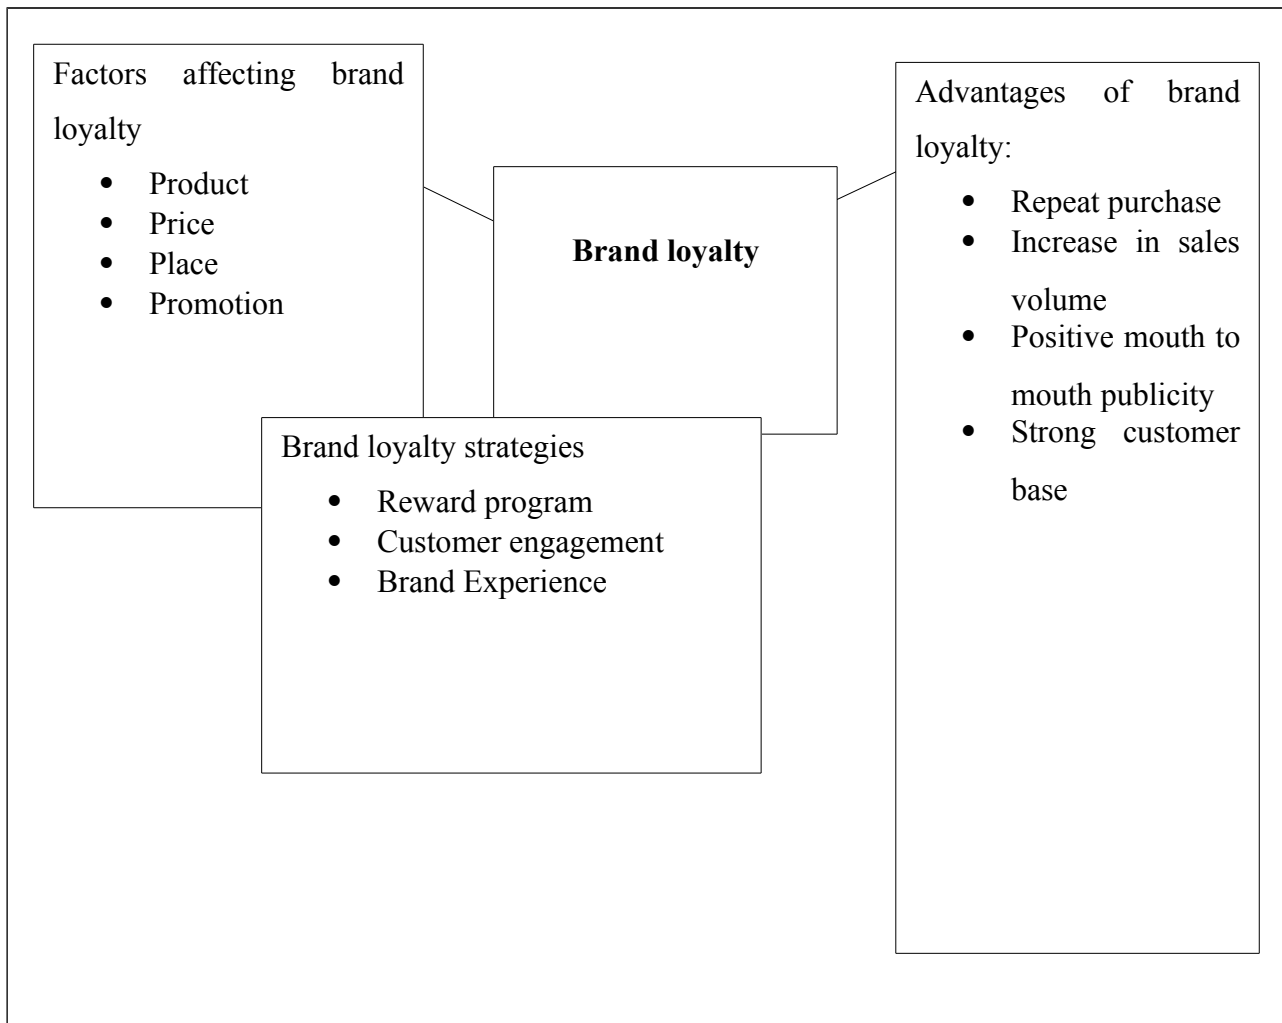 Factors affecting brand
loyalty
• Product
• Price
• Place
• Promotion
Brand loyalty
Advantages of brand
loyalty:
• Repeat purchase
• Increase in sales
volume
• Positive mouth to
mouth publicity
• Strong customer
base
Brand loyalty strategies
• Reward program
• Customer engagement
• Brand Experience